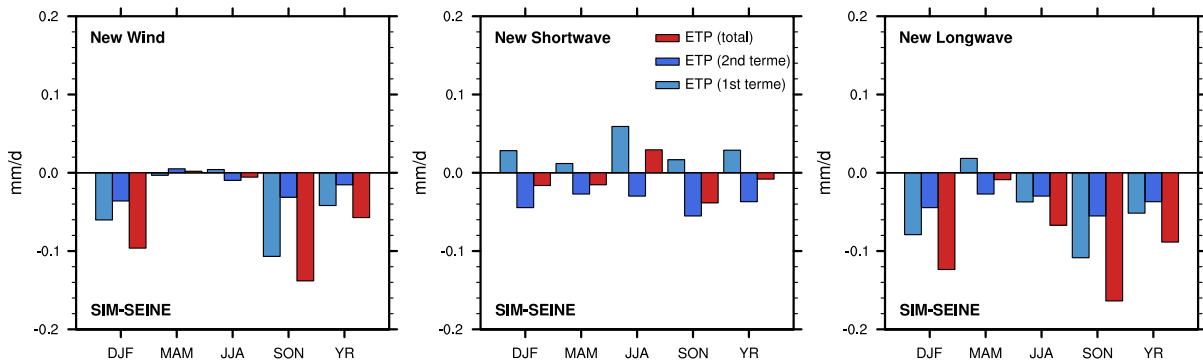 0.2
0.1
0.0
-0.1
-0.2
mm/d
New Wind
SIM-SEINE
DJF MAM JJA SON YR
0.2
0.1
0.0
-0.1
-0.2
mm/d
New Shortwave
ETP (total)
ETP (2nd terme)
ETP (1st terme)
SIM-SEINE
DJF MAM JJA SON YR
0.2
0.1
0.0
-0.1
-0.2
mm/d
New Longwave
SIM-SEINE
DJF MAM JJA SON YR